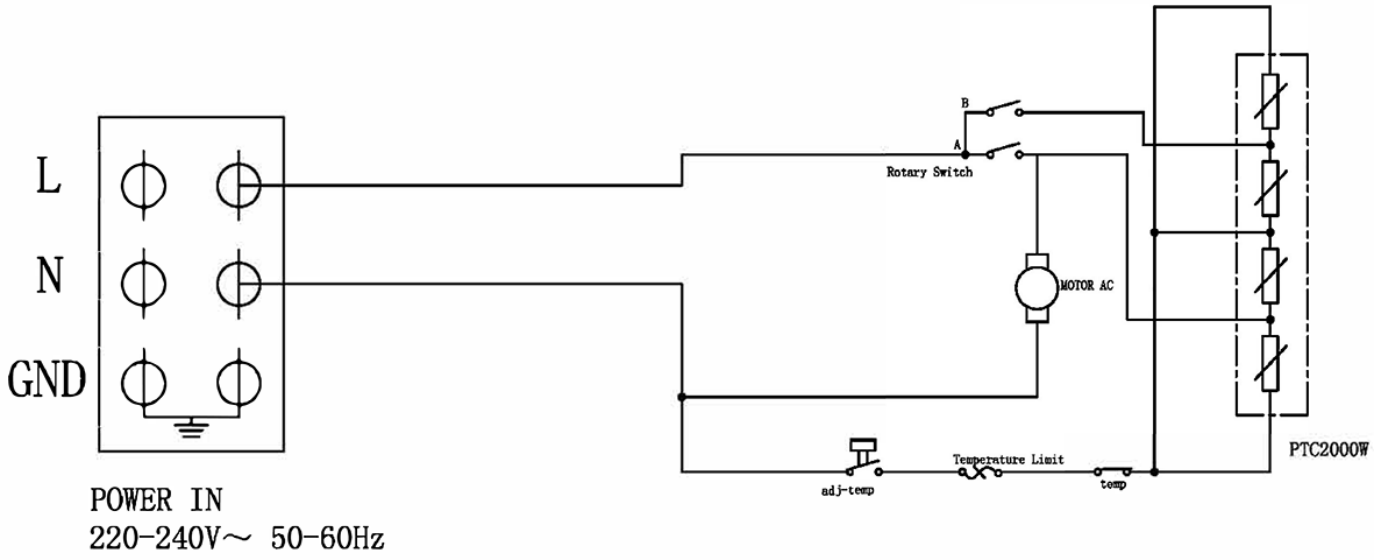 B
A
L
Rotary Switch
N
MOTOR AC
GND
PTC2000W
Temperature Limit
adj-temp
temp
POWER IN
220-240V~ 50-60Hz